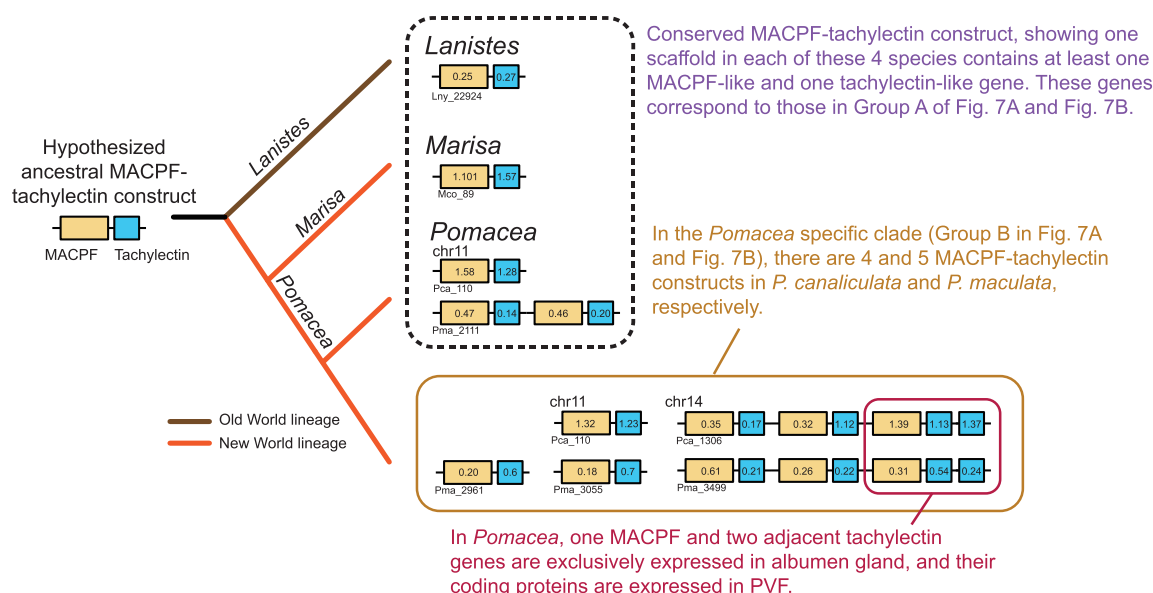 Hypothesized
ancestral MACPF-
tachylectin construct
MACPF Tachylectin
Lanistes
Marisa
Pomacea
Old World lineage
New World lineage
Lanistes
0.25 0.27
Lny_22924
Marisa
1.101 1.57
Mco_89
Pomacea
chr11
1.58 1.28
Pca_110
0.47 0.14 0.46 0.20
Pma_2111
Conserved MACPF-tachylectin construct, showing one
scaffold in each of these 4 species contains at least one
MACPF-like and one tachylectin-like gene. These genes
correspond to those in Group A of Fig. 7A and Fig. 7B.
In the Pomacea specific clade (Group B in Fig. 7A
and Fig. 7B), there are 4 and 5 MACPF-tachylectin
constructs in P. canaliculata and P. maculata,
respectively.
chr11 chr14
1.32 1.23 0.35 0.17 0.32 1.12 1.39 1.13 1.37
Pca_110 Pca_1306
0.20 0.6 0.18 0.7 0.61 0.21 0.26 0.22 0.31 0.54 0.24
Pma_2961 Pma_3055 Pma_3499
In Pomacea, one MACPF and two adjacent tachylectin
genes are exclusively expressed in albumen gland, and their
coding proteins are expressed in PVF.